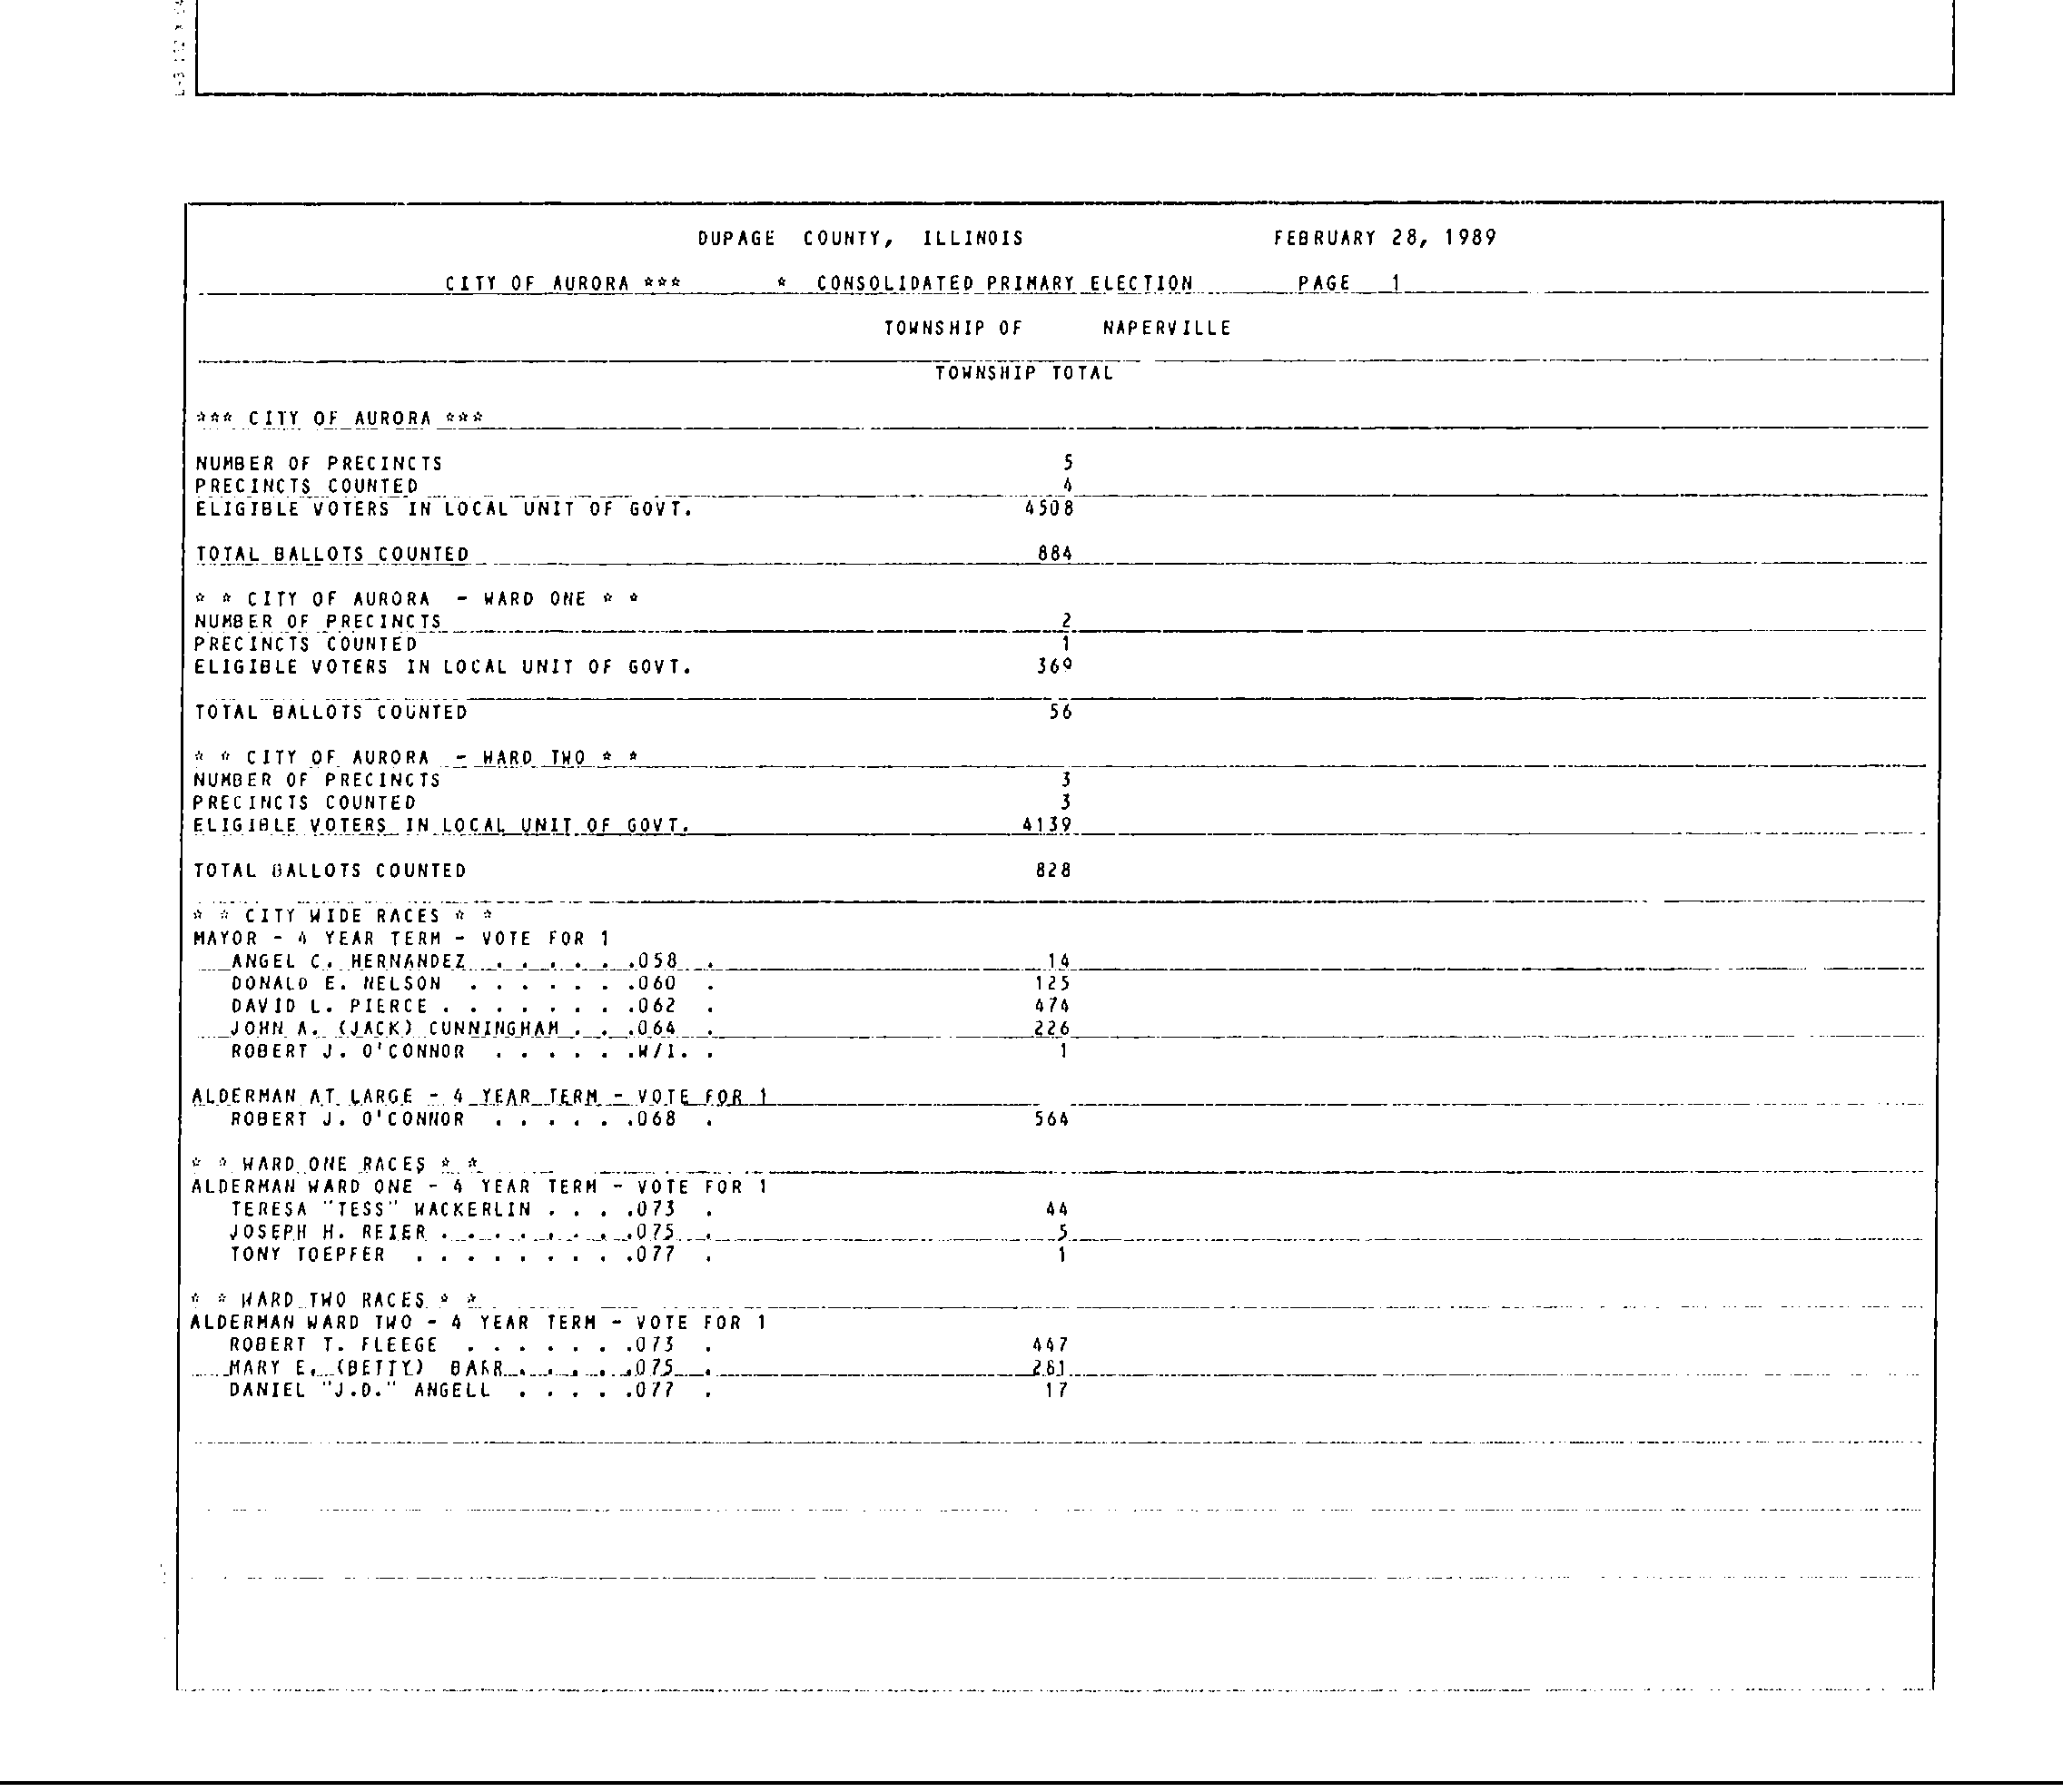 DUPAGE COUNTY, ILLINOIS FEBRUARY 28, 1989
CITY OF AURORA *** * CONSOLIDATED PRIMARY ELECTION PAGE 1
TOWNSHIP OF NAPERVILLE
TOWNSHIP TOTAL
*** CITY OF AURORA ***
NUMBER OF PRECINCTS 5
PRECINCTS COUNTED 4
ELIGIBLE VOTERS IN LOCAL UNIT OF GOVT. 4508
TOTAL BALLOTS COUNTED 884
* * CITY OF AURORA - WARD ONE * *
NUMBER OF PRECINCTS 2
PRECINCTS COUNTED 1
ELIGIBLE VOTERS IN LOCAL UNIT OF GOVT. 369
TOTAL BALLOTS COUNTED 56
* * CITY OF AURORA - WARD TWO * *
NUMBER OF PRECINCTS 3
PRECINCTS COUNTED 3
ELIGIBLE VOTERS IN LOCAL UNIT OF GOVT. 4139
TOTAL BALLOTS COUNTED 828
* * CITY WIDE RACES * *
MAYOR - 4 YEAR TERM - VOTE FOR 1
ANGEL C. HERNANDEZ . . . . . .058 . 14
DONALD E. NELSON . . . . . . .060 . 125
DAVID L. PIERCE . . . . . . . .062 . 474
JOHN A. (JACK) CUNNINGHAM . . .064 . 226
ROBERT J. O'CONNOR . . . . . .W/I. . 1
ALDERMAN AT LARGE - 4 YEAR TERM - VOTE FOR 1
ROBERT J. O'CONNOR . . . . . .068 . 564
* * WARD ONE RACES * *
ALDERMAN WARD ONE - 4 YEAR TERM - VOTE FOR 1
TERESA "TESS" WACKERLIN . . . .073 . 44
JOSEPH H. REIER . . . . . . . .075 . 5
TONY TOEPFER . . . . . . . . .077 . 1
* * WARD TWO RACES * *
ALDERMAN WARD TWO - 4 YEAR TERM - VOTE FOR 1
ROBERT T. FLEEGE . . . . . . .073 . 447
MARY E. (BETTY) BARR . . . . .075 . 281
DANIEL "J.D." ANGELL . . . . .077 . 17